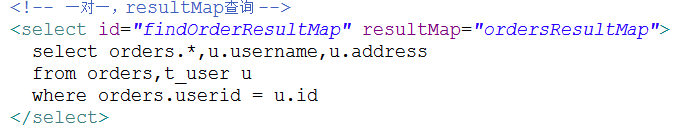 <!-- 一对一，resultMap查询 -->
<select id="findOrderResultMap" resultMap="ordersResultMap">
select orders.*,u.username,u.address
from orders,t_user u
where orders.userid = u.id
</select>